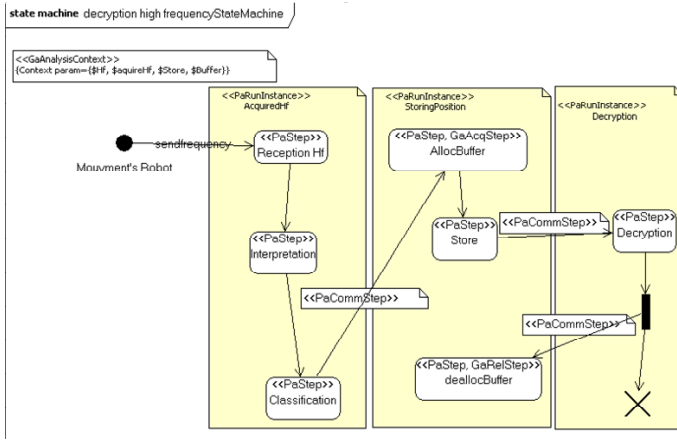 state machine decryption high frequencyStateMachine
<<GaAnalysisContext>>
{Context param={$Hf, $aquireHf, $Store, $Buffer}}
<<PaRunInstance>>
AcquiredHf
<<PaRunInstance>>
StoringPosition
<<PaRunInstance>>
Decryption
sendfrequency
Mouvment's Robot
<<PaStep>>
Reception Hf
<<PaStep>>
Interpretation
<<PaCommStep>>
<<PaStep>>
Classification
<<PaStep, GaAcqStep>>
AllocBuffer
<<PaStep>>
Store
<<PaCommStep>>
<<PaStep>>
Decryption
<<PaCommStep>>
<<PaStep, GaRelStep>>
deallocBuffer